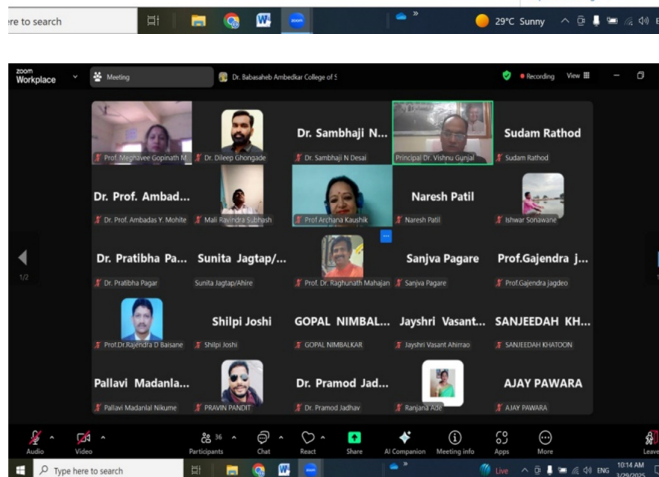 ere to search
29°C Sunny
zoom
Workplace
Meeting
Dr. Babasaheb Ambedkar College of S
Recording View
Prof. Meghavee Gopinath M
Dr. Dileep Ghongade
Dr. Sambhaji N...
Dr. Sambhaji N Desai
Principal Dr. Vishnu Gunjal
Sudam Rathod
Sudam Rathod
Dr. Prof. Ambad...
Dr. Prof. Ambadas Y. Mohite
Mali Ravindra Subhash
Prof Archana Kaushik
Naresh Patil
Naresh Patil
Ishwar Sonawane
Dr. Pratibha Pa...
Dr. Pratibha Pagar
Sunita Jagtap/...
Sunita Jagtap/Ahire
Prof. Dr. Raghunath Mahajan
Sanjva Pagare
Sanjva Pagare
Prof.Gajendra j...
Prof.Gajendra jagdeo
1/2
Prof.Dr.Rajendra D Baisane
Shilpi Joshi
Shilpi Joshi
GOPAL NIMBAL...
GOPAL NIMBALKAR
Jayshri Vasant...
Jayshri Vasant Ahirrao
SANJEEDAH KH...
SANJEEDAH KHATOON
Pallavi Madanla...
Pallavi Madanlal Nikume
PRAVIN PANDIT
Dr. Pramod Jad...
Dr. Pramod Jadhav
Ranjana Ade
AJAY PAWARA
AJAY PAWARA
Audio
Video
36
Participants
Chat
React
Share
AI Companion
Meeting info
Apps
More
Leave
Type here to search
Live
ENG
10:14 AM
3/29/2025